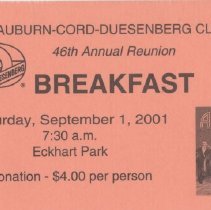 AUBURN-CORD-DUESENBERG CL
46th Annual Reunion
BREAKFAST
urday, September 1, 2001
7:30 a.m.
Eckhart Park
onation - $4.00 per person